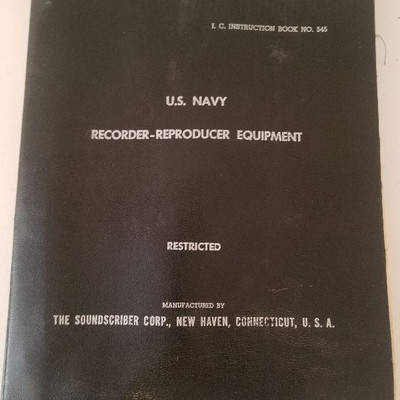 I. C. INSTRUCTION BOOK NO. 545
U.S. NAVY
RECORDER-REPRODUCER EQUIPMENT
RESTRICTED
MANUFACTURED BY
THE SOUNDSCRIBER CORP., NEW HAVEN, CONNECTICUT, U. S. A.